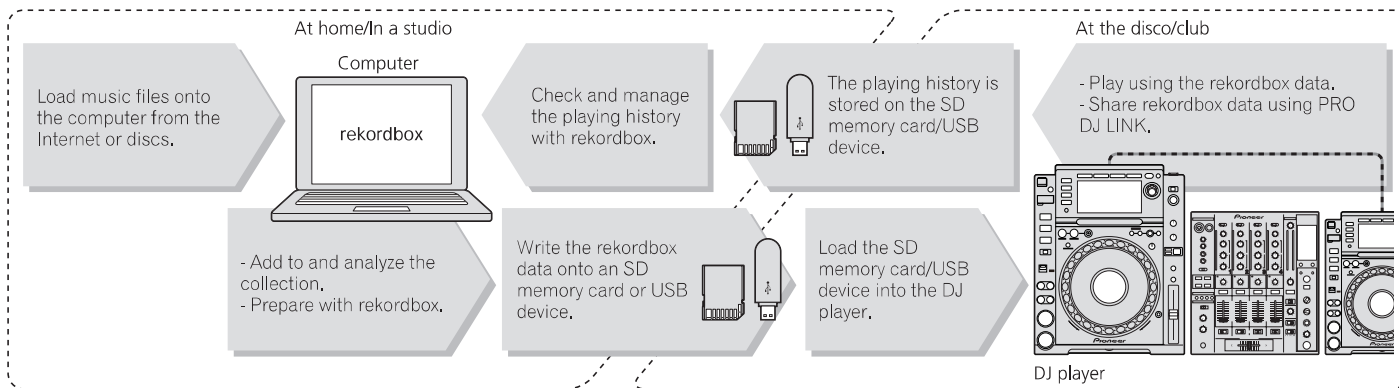 At home/In a studio
At the disco/club
Load music files onto
the computer from the
Internet or discs.
Computer
rekordbox
Check and manage
the playing history
with rekordbox.
The playing history is
stored on the SD
memory card/USB
device.
- Play using the rekordbox data.
- Share rekordbox data using PRO
DJ LINK.
- Add to and analyze the
collection.
- Prepare with rekordbox.
Write the rekordbox
data onto an SD
memory card or USB
device.
Load the SD
memory card/USB
device into the DJ
player.
Pioneer
Pioneer
Pioneer
DJ player